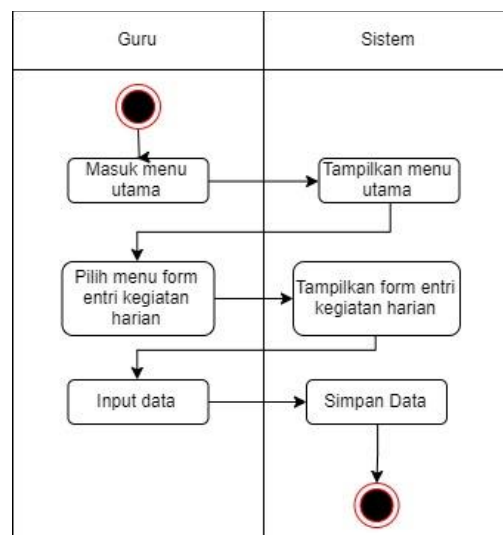 Guru
Sistem
Masuk menu
utama
Tampilkan menu
utama
Pilih menu form
entri kegiatan
harian
Tampilkan form entri
kegiatan harian
Input data
Simpan Data